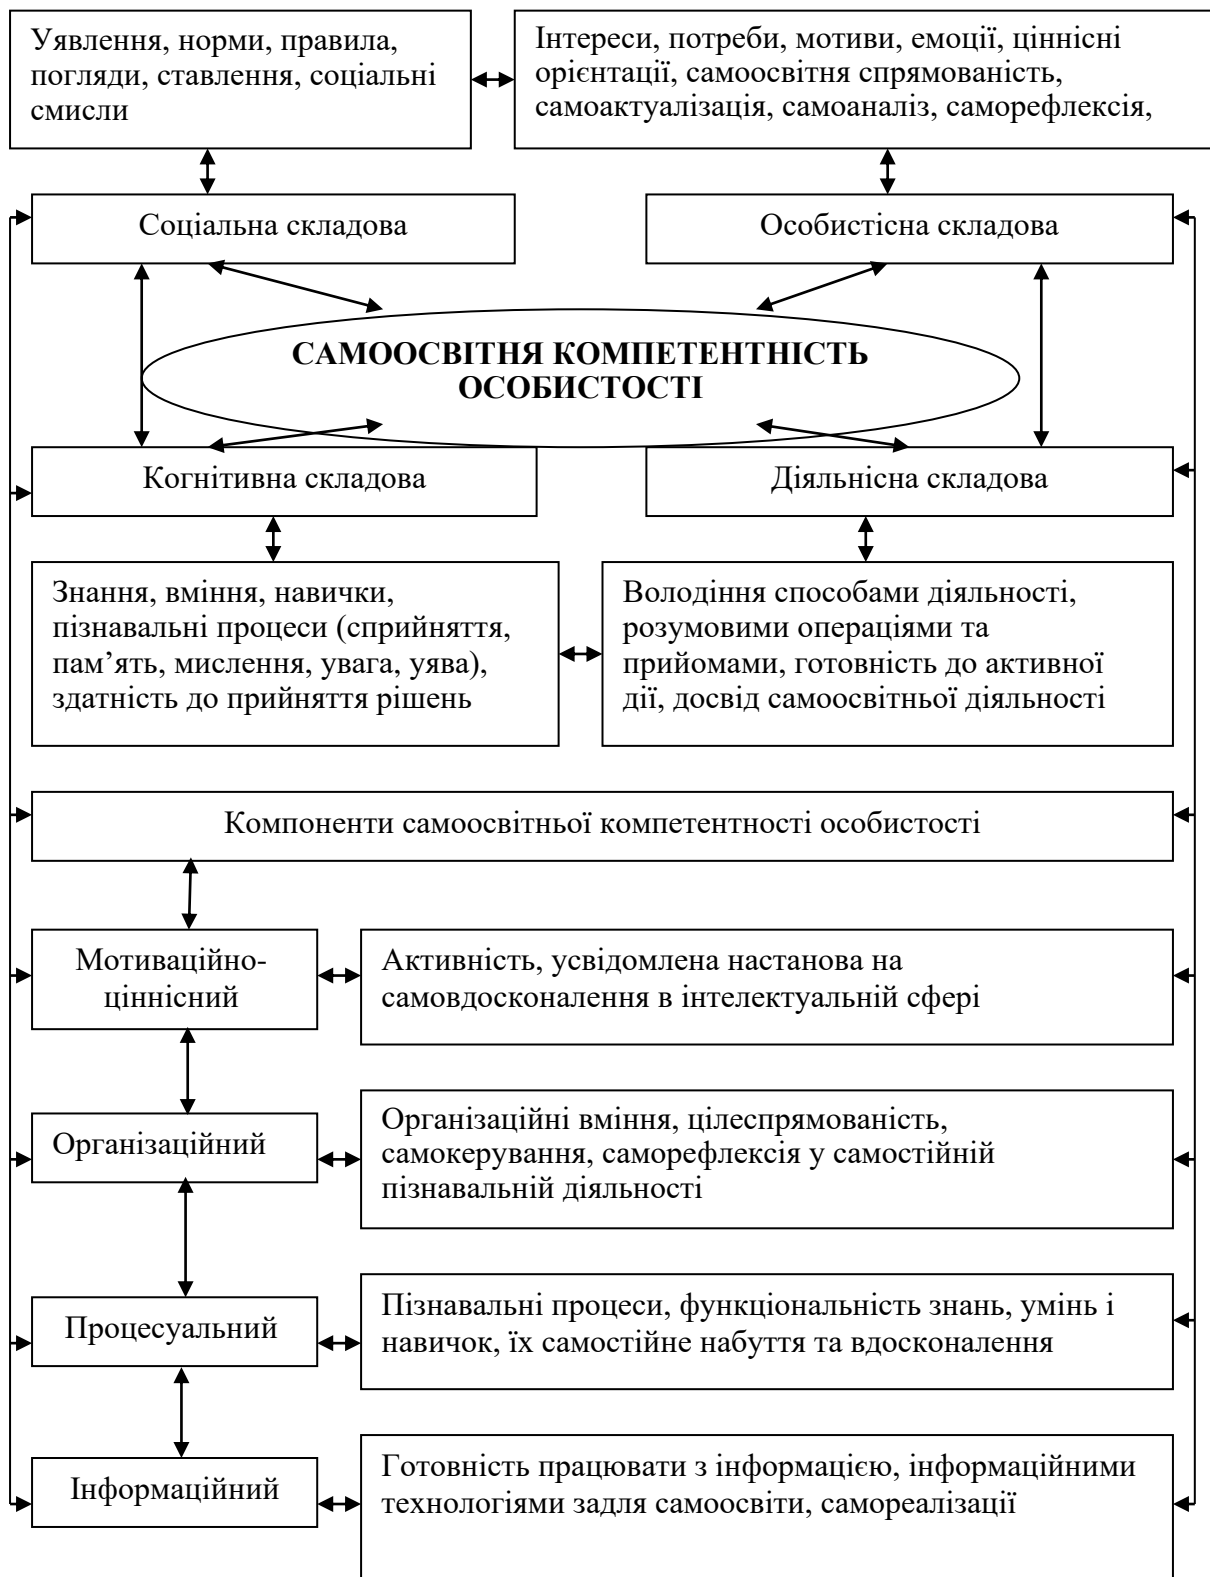 Уявлення, норми, правила,
погляди, ставлення, соціальні
смисли
Інтереси, потреби, мотиви, емоції, ціннісні
орієнтації, самоосвітня спрямованість,
самоактуалізація, самоаналіз, саморефлексія,
Соціальна складова
Особистісна складова
САМООСВІТНЯ КОМПЕТЕНТНІСТЬ
ОСОБИСТОСТІ
Когнітивна складова
Діяльнісна складова
Знання, вміння, навички,
пізнавальні процеси (сприйняття,
пам’ять, мислення, увага, уява),
здатність до прийняття рішень
Володіння способами діяльності,
розумовими операціями та
прийомами, готовність до активної
дії, досвід самоосвітньої діяльності
Компоненти самоосвітньої компетентності особистості
Мотиваційно-
ціннісний
Активність, усвідомлена настанова на
самовдосконалення в інтелектуальній сфері
Організаційний
Організаційні вміння, цілеспрямованість,
самокерування, саморефлексія у самостійній
пізнавальній діяльності
Процесуальний
Пізнавальні процеси, функціональність знань, умінь і
навичок, їх самостійне набуття та вдосконалення
Інформаційний
Готовність працювати з інформацією, інформаційними
технологіями задля самоосвіти, самореалізації